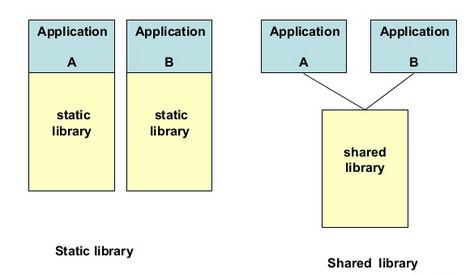 Application
A
static
library
Application
B
static
library
Static library
Application
A
Application
B
shared
library
Shared library